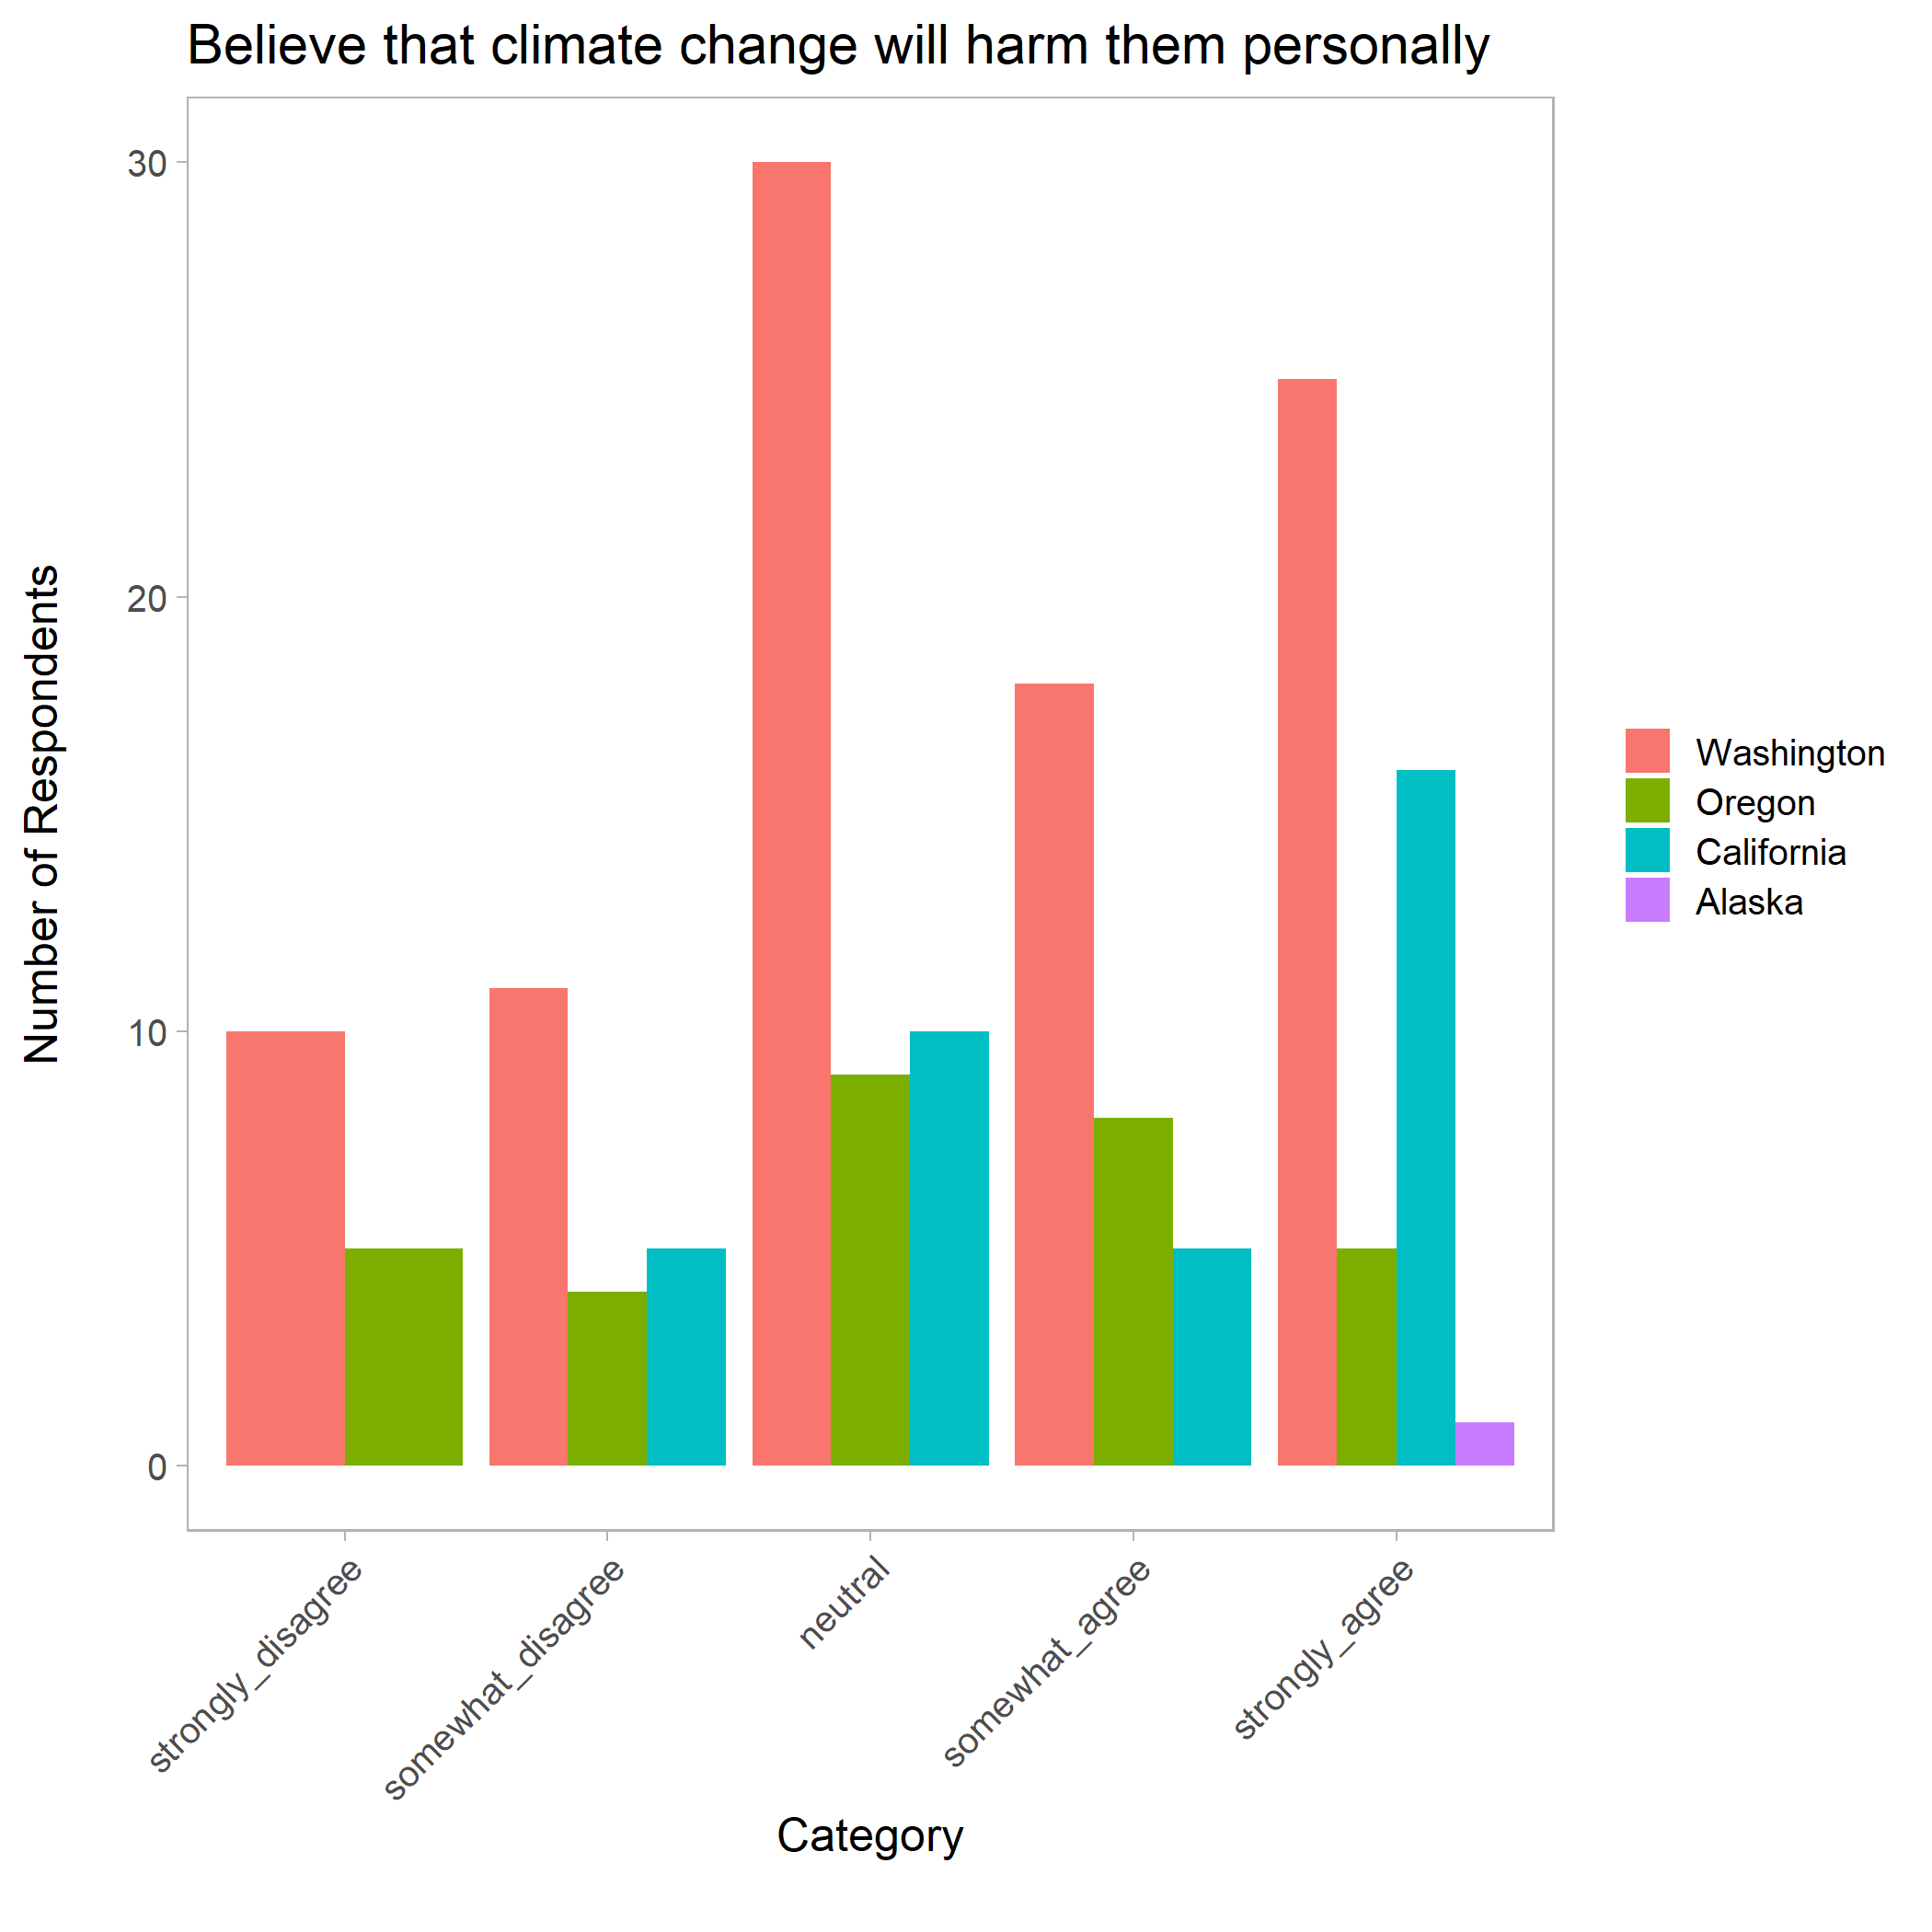 Believe that climate change will harm them personally
Number of Respondents
30
20
10
0
strongly_disagree
somewhat_disagree
neutral
somewhat_agree
strongly_agree
Category
Washington
Oregon
California
Alaska